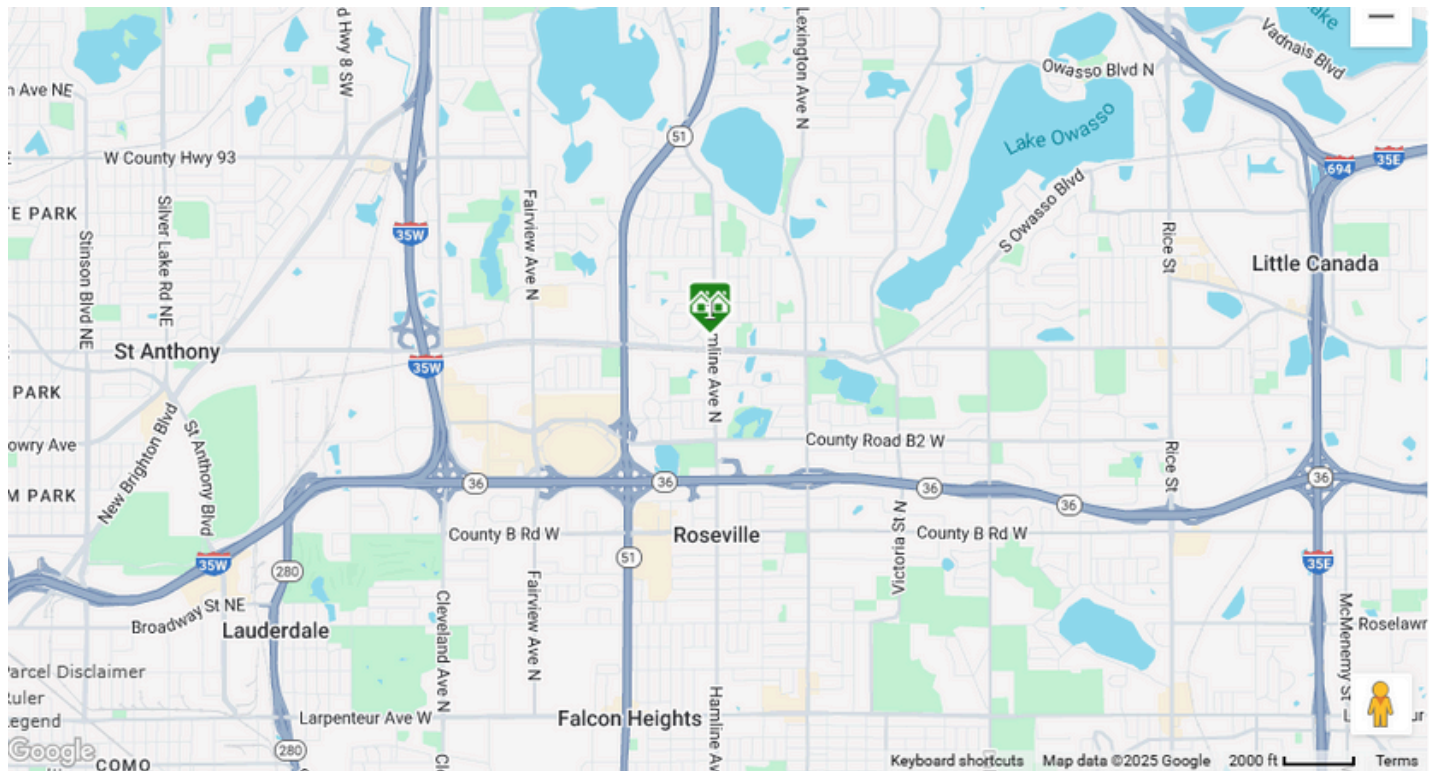 d Hwy 8 SW
Lexington Ave N
Vadnais Blvd
Lake
Owasso Blvd N
n Ave NE
Lake Owasso
51
W County Hwy 93
694
35E
TE PARK
Silver Lake Rd NE
Fairview Ave N
S Owasso Blvd
Stinson Blvd NE
35W
Rice St
Little Canada
St Anthony
mline Ave N
35W
PARK
New Brighton Blvd
St Anthony Blvd
owry Ave
County Road B2 W
Rice St
M PARK
36
36
36
36
36
County B Rd W
Roseville
Victoria St N
County B Rd W
35W
280
51
35E
Fairview Ave N
Broadway St NE
Cleveland Ave N
McMenemy St
Lauderdale
Roselawn
Parcel Disclaimer
Ruler
Legend
Larpenteur Ave W
Falcon Heights
Hamline Av
L
ur
Google
280
COMO
Cl
Keyboard shortcuts
Map data ©2025 Google
2000 ft
Terms